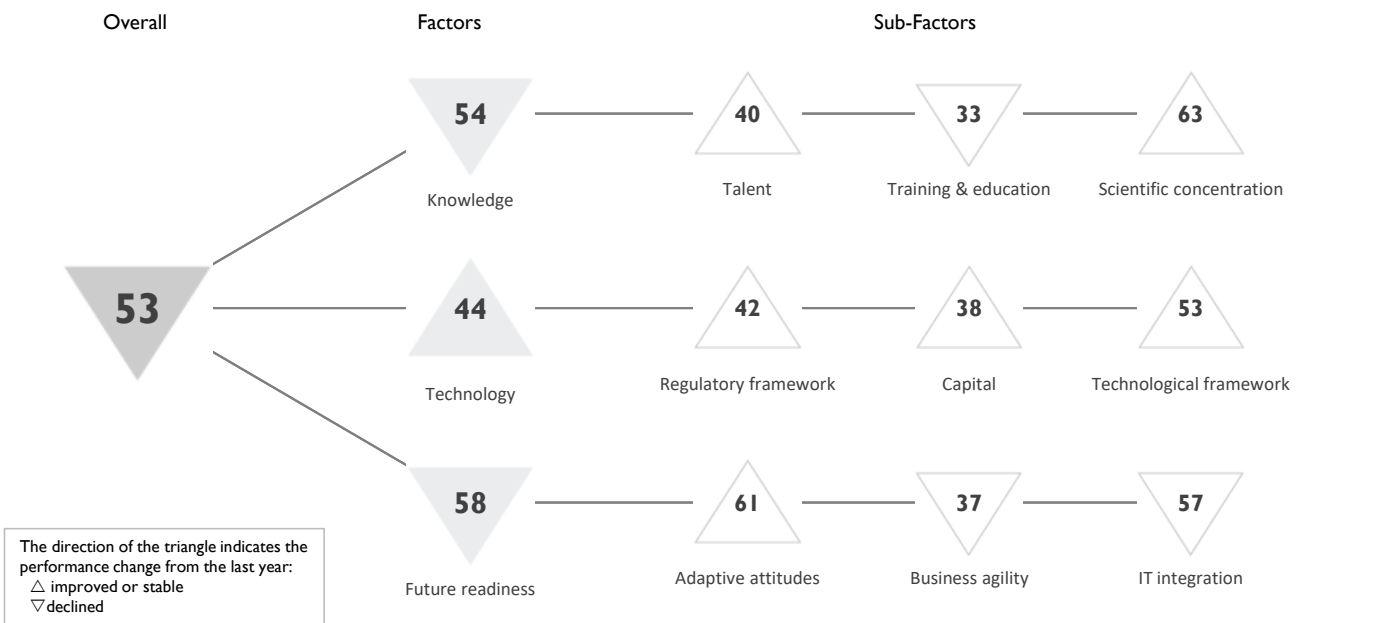 Overall Factors Sub-Factors
54 40 33 63
Knowledge Talent Training & education Scientific concentration
53 44 42 38 53
Technology Regulatory framework Capital Technological framework
58 61 37 57
Future readiness Adaptive attitudes Business agility IT integration
The direction of the triangle indicates the
performance change from the last year:
△ improved or stable
▽ declined